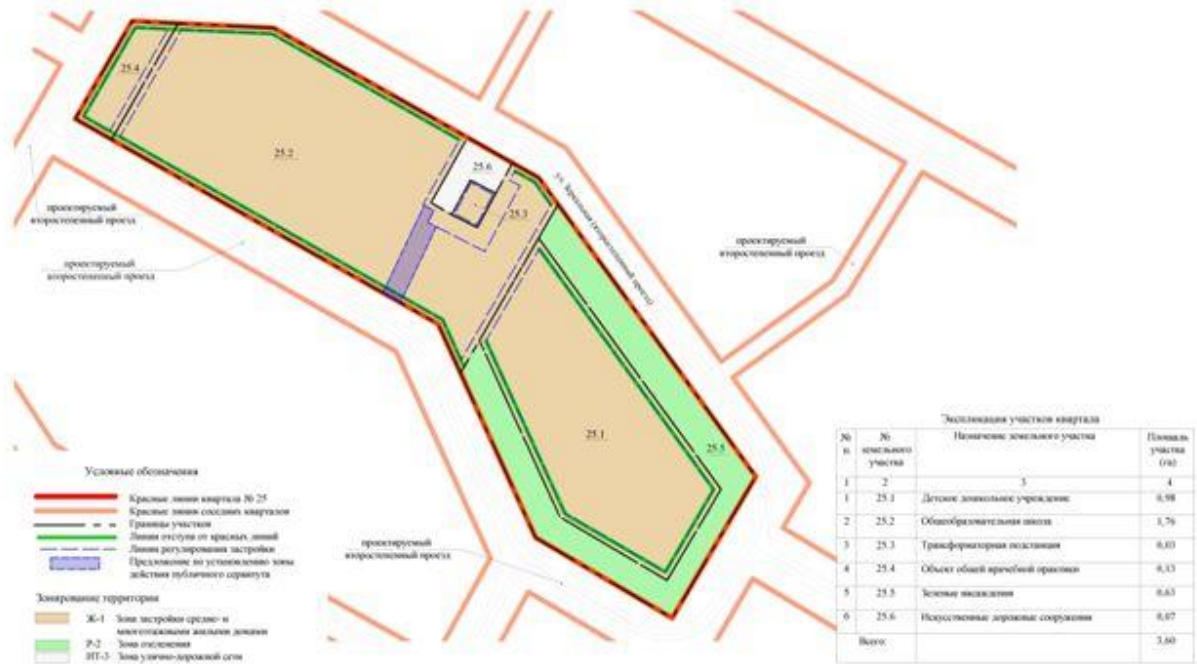 25.4
25.2
25.6
25.3
ул. Заречная (второстепенный проезд)
проектируемый
второстепенный проезд
проектируемый
второстепенный проезд
проектируемый
второстепенный проезд
25.1
25.5
проектируемый
второстепенный проезд
Условные обозначения
Красные линии квартала № 25
Красные линии соседних кварталов
Границы участков
Линии отступа от красных линий
Линии регулирования застройки
Предложение по установлению зоны
действия публичного сервитута
Зонирование территории
Ж-1 Зона застройки средне- и
многоэтажными жилыми домами
Р-2 Зона озеленения
ИТ-3 Зона улично-дорожной сети
Экспликация участков квартала
№ п № земельного участка Назначение земельного участка Площадь участка (га)
1 2 3 4
1 25.1 Детское дошкольное учреждение 0,98
2 25.2 Общеобразовательная школа 1,76
3 25.3 Трансформаторная подстанция 0,03
4 25.4 Объект общей врачебной практики 0,13
5 25.5 Зеленые насаждения 0,63
6 25.6 Искусственные дорожные сооружения 0,07
Всего: 3,60